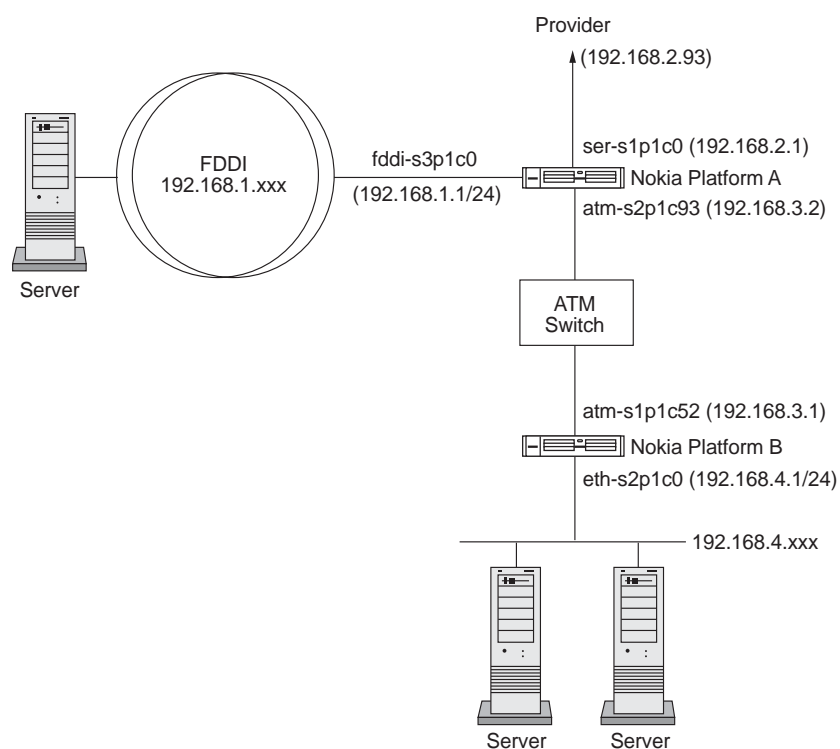 Provider
(192.168.2.93)
ser-s1p1c0 (192.168.2.1)
FDDI
192.168.1.xxx
fddi-s3p1c0
(192.168.1.1/24)
Nokia Platform A
atm-s2p1c93 (192.168.3.2)
Server
ATM
Switch
atm-s1p1c52 (192.168.3.1)
Nokia Platform B
eth-s2p1c0 (192.168.4.1/24)
192.168.4.xxx
Server
Server